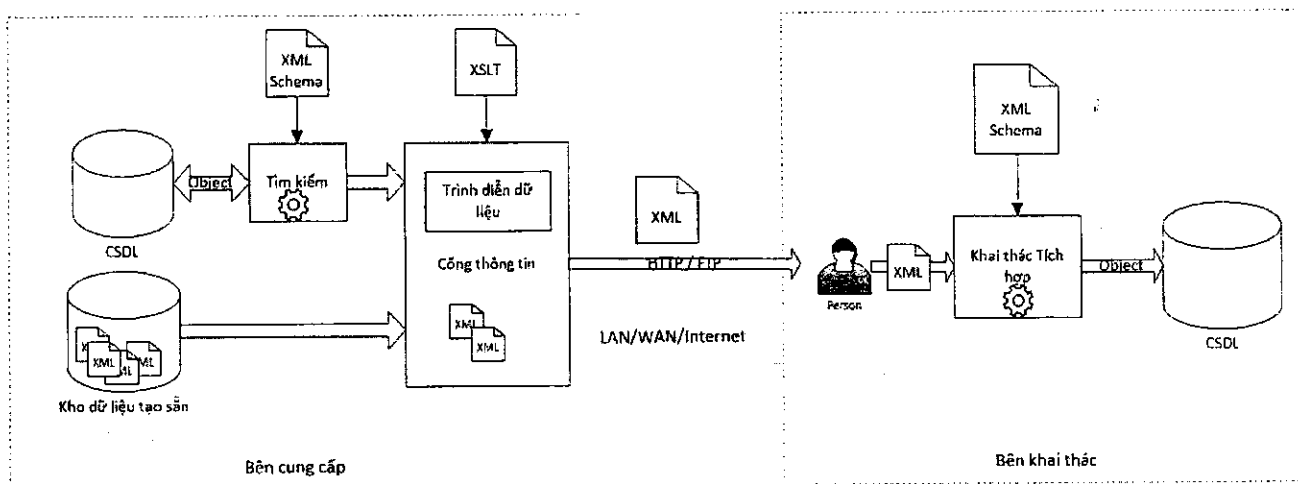 XML
Schema
XSLT
XML
Schema
Object
Tìm kiếm
Trình diễn dữ
liệu
XML
CSDL
Cổng thông tin
HTTP / FTP
Person
XML
Khai thác Tích
hợp
Object
CSDL
XML
XML
XML
XML
LAN/WAN/Internet
Kho dữ liệu tạo sẵn
Bên cung cấp
Bên khai thác